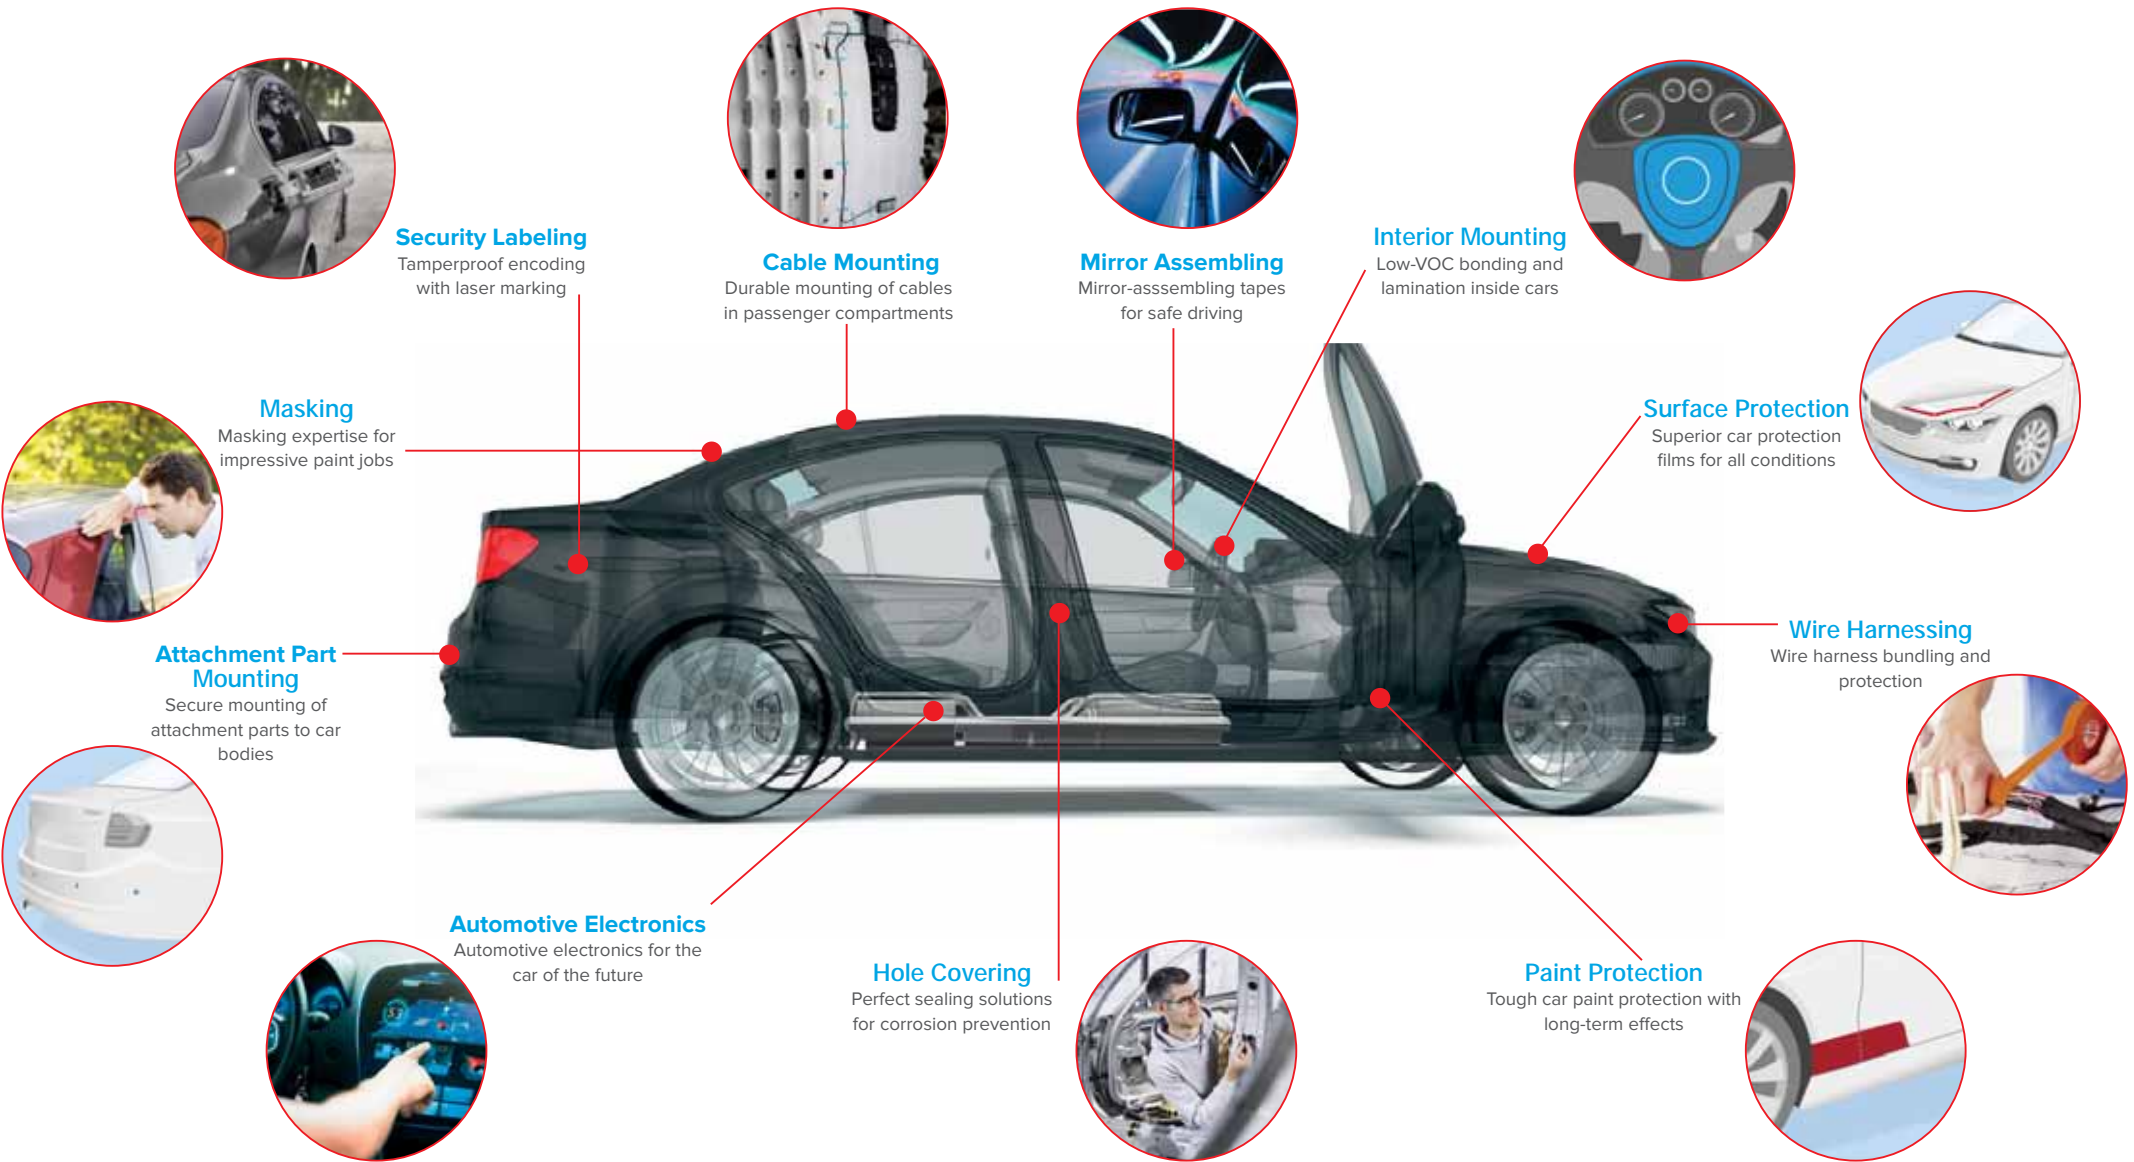 Security Labeling
Tamperproof encoding
with laser marking
Cable Mounting
Durable mounting of cables
in passenger compartments
Mirror Assembling
Mirror-asssembling tapes
for safe driving
Interior Mounting
Low-VOC bonding and
lamination inside cars
Masking
Masking expertise for
impressive paint jobs
Surface Protection
Superior car protection
films for all conditions
Attachment Part
Mounting
Secure mounting of
attachment parts to car
bodies
Wire Harnessing
Wire harness bundling and
protection
Automotive Electronics
Automotive electronics for the
car of the future
53
Hole Covering
Perfect sealing solutions
for corrosion prevention
Paint Protection
Tough car paint protection with
long-term effects